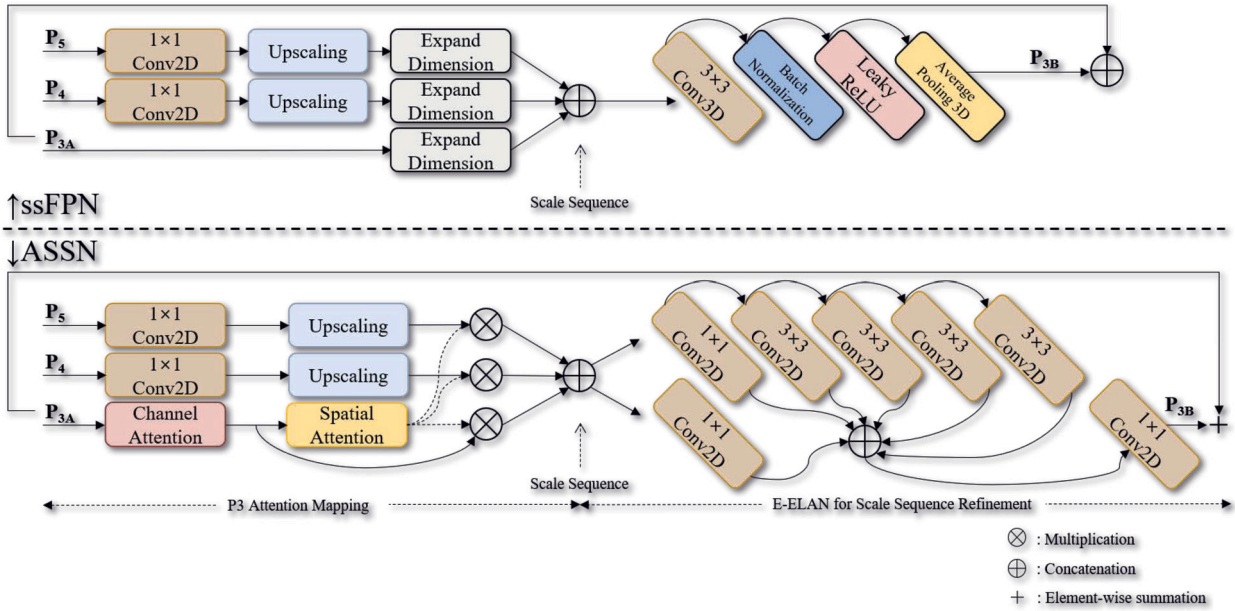 P5
1×1
Conv2D
Upscaling
Expand
Dimension
P4
1×1
Conv2D
Upscaling
Expand
Dimension
P3A
Expand
Dimension
3×3
Conv3D
Batch
Normalization
Leaky
ReLU
Average
Pooling 3D
P3B
Scale Sequence
↑ssFPN
↓ASSN
P5
1×1
Conv2D
Upscaling
P4
1×1
Conv2D
Upscaling
P3A
Channel
Attention
Spatial
Attention
Scale Sequence
1×1
Conv2D
3×3
Conv2D
3×3
Conv2D
3×3
Conv2D
3×3
Conv2D
1×1
Conv2D
1×1
Conv2D
P3B
P3 Attention Mapping
E-ELAN for Scale Sequence Refinement
: Multiplication
: Concatenation
+ : Element-wise summation